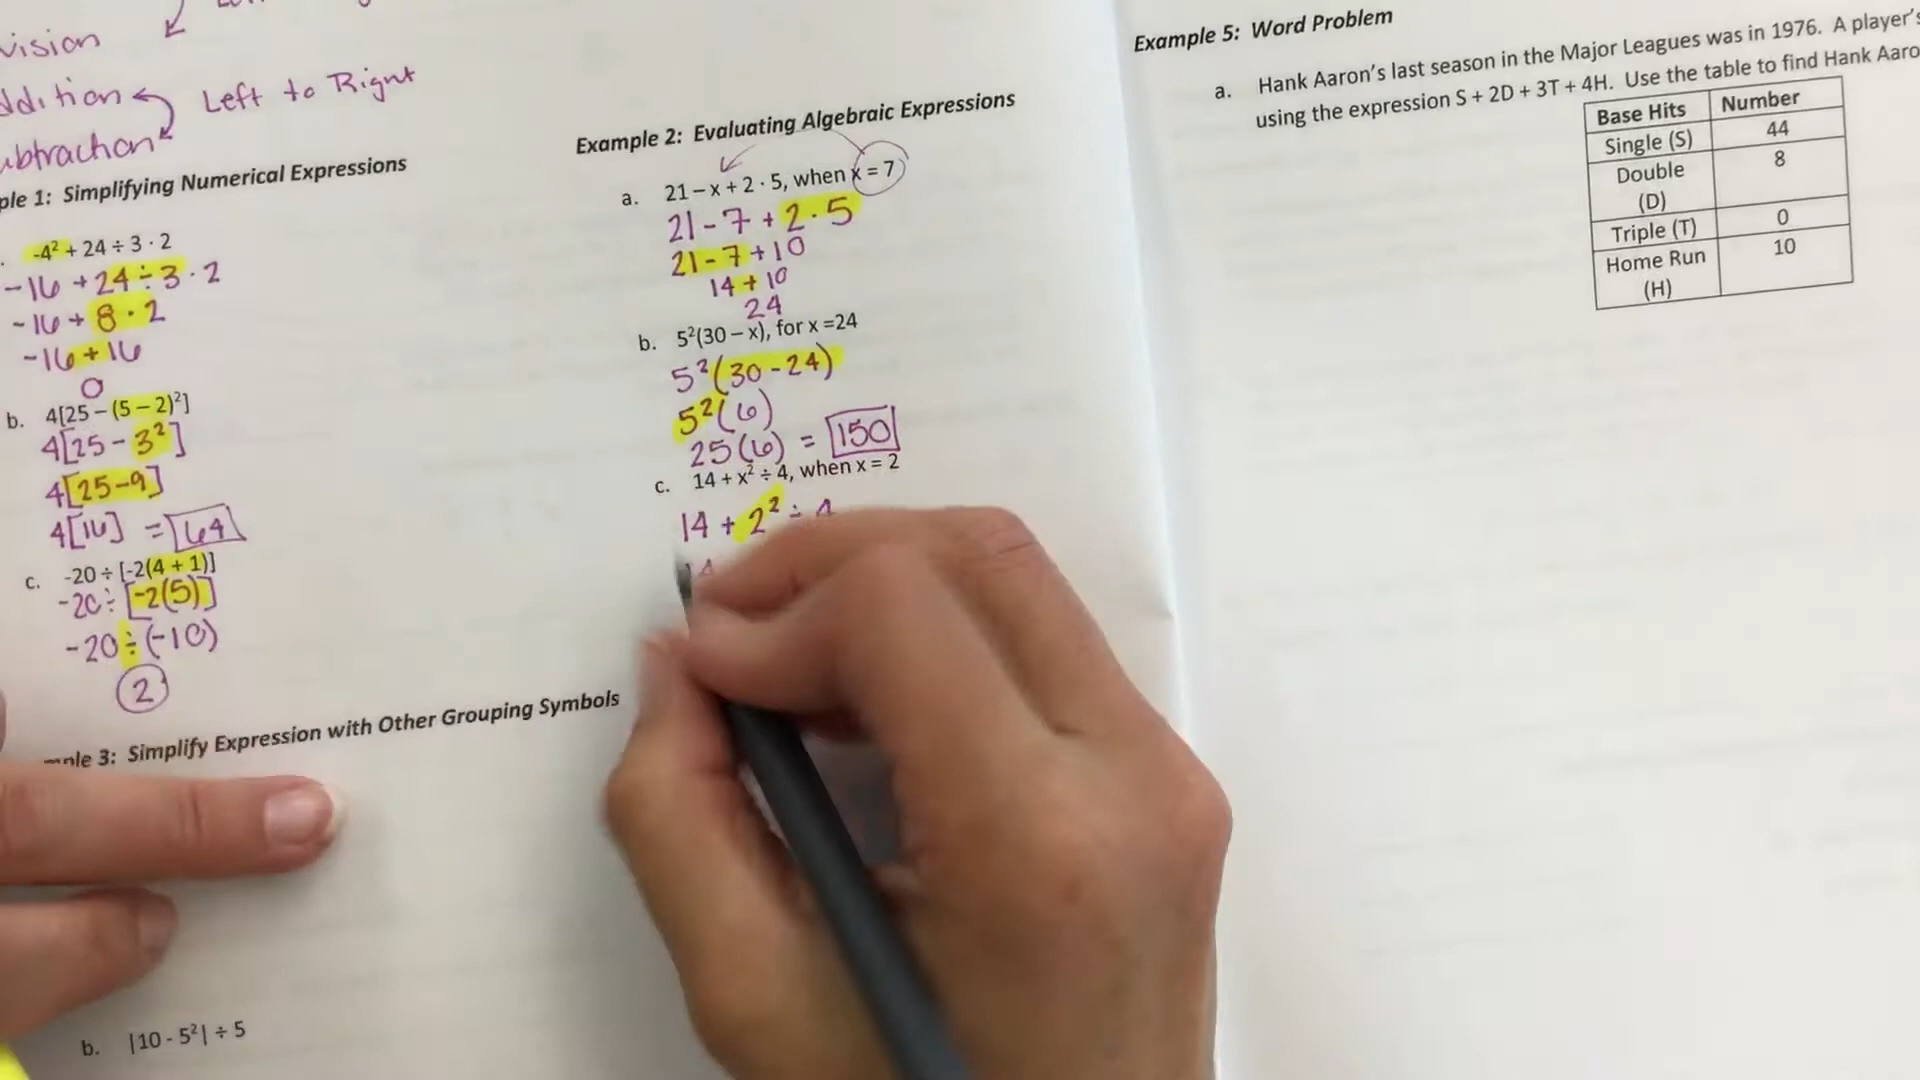 Left to Right
Example 1: Simplifying Numerical Expressions
-4² + 24 ÷ 3 · 2
-16 + 24 ÷ 3 · 2
-16 + 8 · 2
-16 + 16
0
b. 4[25 – (5 – 2)²]
4[25 - 3²]
4[25-9]
4[16] = 64
c. -20 ÷ [-2(4 + 1)]
-20 ÷ [-2(5)]
-20 ÷ (-10)
2
Simplify Expression with Other Grouping Symbols
b. |10 - 5²| ÷ 5
Example 2: Evaluating Algebraic Expressions
a. 21 – x + 2 · 5, when x = 7
21 - 7 + 2 · 5
21 - 7 + 10
14 + 10
24
b. 5²(30 – x), for x =24
5²(30 - 24)
5²(6)
25(6) = 150
c. 14 + x² ÷ 4, when x = 2
14 + 2² ÷ 4
14
Example 5: Word Problem
a. Hank Aaron's last season in the Major Leagues was in 1976. A player's
using the expression S + 2D + 3T + 4H. Use the table to find Hank
Base Hits Number
Single (S) 44
Double 8
(D)
Triple (T) 0
Home Run 10
(H)